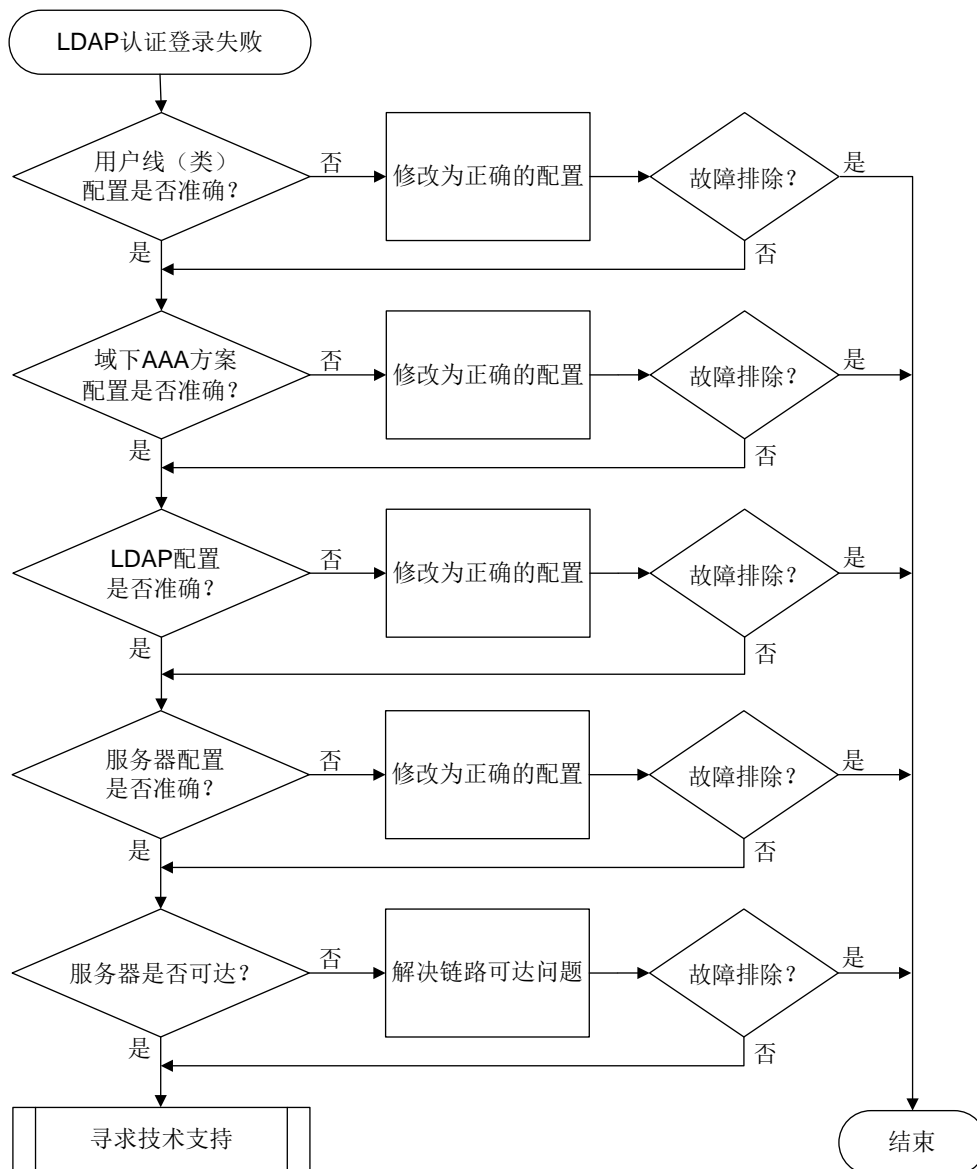 LDAP认证登录失败
用户线（类）
配置是否准确？
否
修改为正确的配置
故障排除？
是
是
否
域下AAA方案
配置是否准确？
否
修改为正确的配置
故障排除？
是
是
否
LDAP配置
是否准确？
否
修改为正确的配置
故障排除？
是
是
否
服务器配置
是否准确？
否
修改为正确的配置
故障排除？
是
是
否
服务器是否可达？
否
解决链路可达问题
故障排除？
是
是
否
寻求技术支持
结束